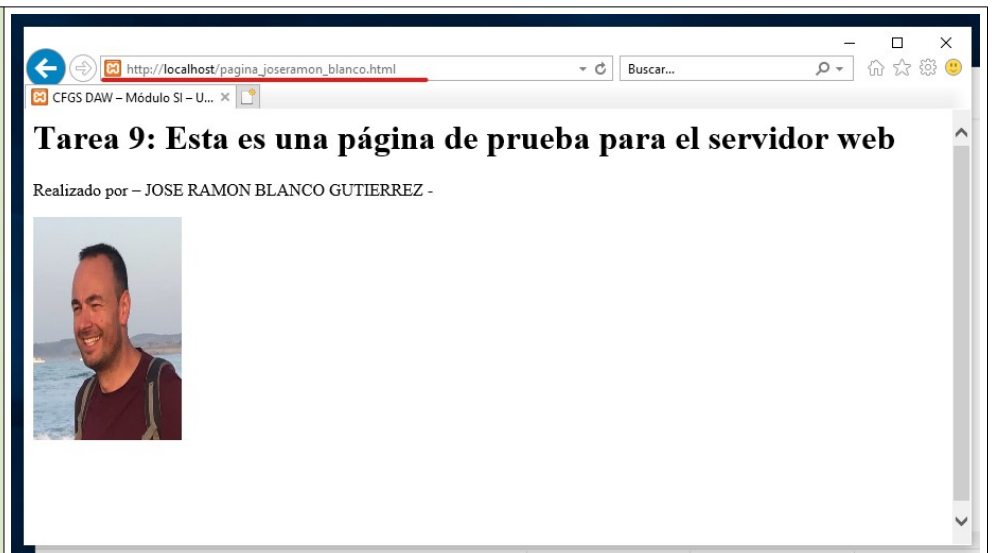 http://localhost/pagina_joseramon_blanco.html
Buscar...
CFGS DAW – Módulo SI – U...
Tarea 9: Esta es una página de prueba para el servidor web
Realizado por – JOSE RAMON BLANCO GUTIERREZ -